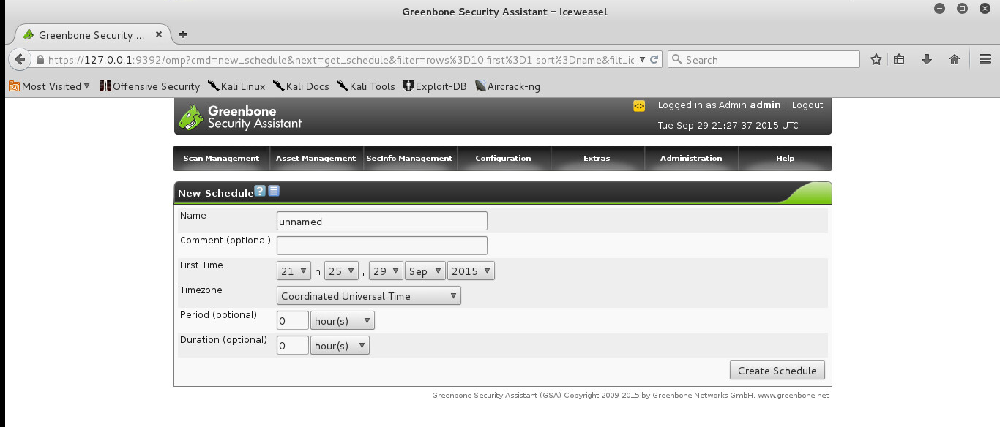 Greenbone Security Assistant - Iceweasel
Greenbone Security ...
https://127.0.0.1:9392/omp?cmd=new_schedule&next=get_schedule&filter=rows%3D10 first%3D1 sort%3Dname&filt_id
Search
Most Visited Offensive Security Kali Linux Kali Docs Kali Tools Exploit-DB Aircrack-ng
Greenbone
Security Assistant
<> Logged in as Admin admin | Logout
Tue Sep 29 21:27:37 2015 UTC
Scan Management Asset Management SecInfo Management Configuration Extras Administration Help
New Schedule ?
Name unnamed
Comment (optional)
First Time 21 h 25 , 29 Sep 2015
Timezone Coordinated Universal Time
Period (optional) 0 hour(s)
Duration (optional) 0 hour(s)
Create Schedule
Greenbone Security Assistant (GSA) Copyright 2009-2015 by Greenbone Networks GmbH, www.greenbone.net